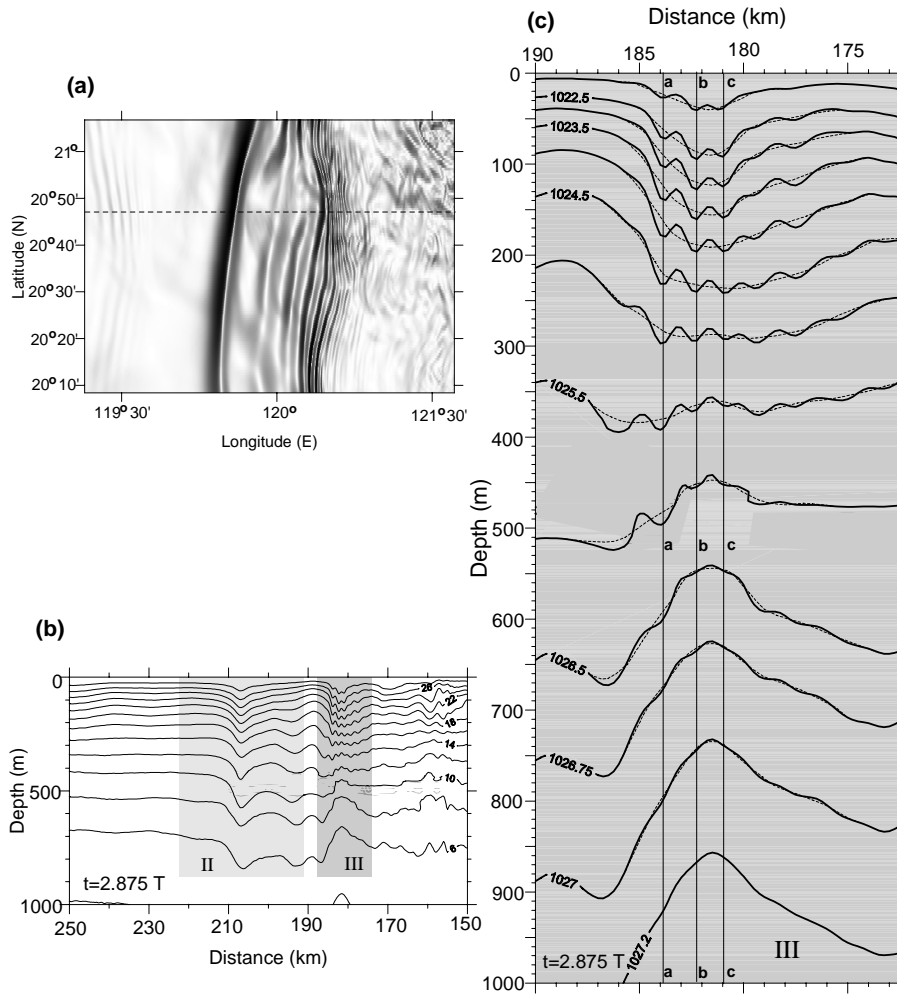 (a)
Latitude (N)
21°
20°50'
20°40'
20°30'
20°20'
20°10'
119°30'
120°
121°30'
Longitude (E)
(b)
Depth (m)
0
500
1000
26
22
18
14
10
6
II
III
t=2.875 T
250
230
210
190
170
150
Distance (km)
(c)
Distance (km)
190
185
180
175
Depth (m)
0
100
200
300
400
500
600
700
800
900
1000
a
b
c
1022.5
1023.5
1024.5
1025.5
a
b
c
1026.5
1026.75
1027
1027.2
III
t=2.875 T
a
b
c